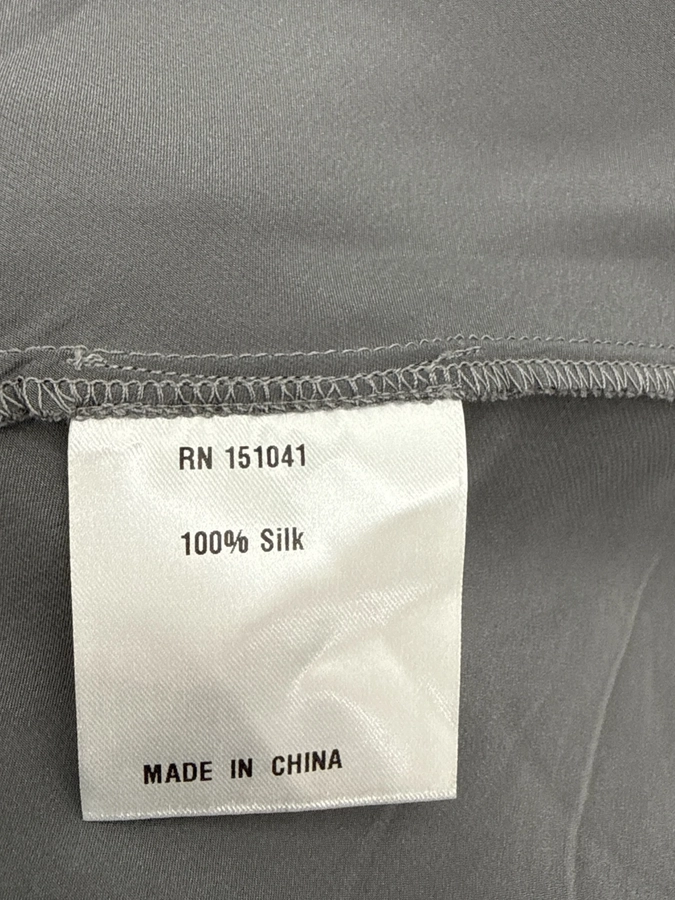 RN 151041
100% Silk
MADE IN CHINA